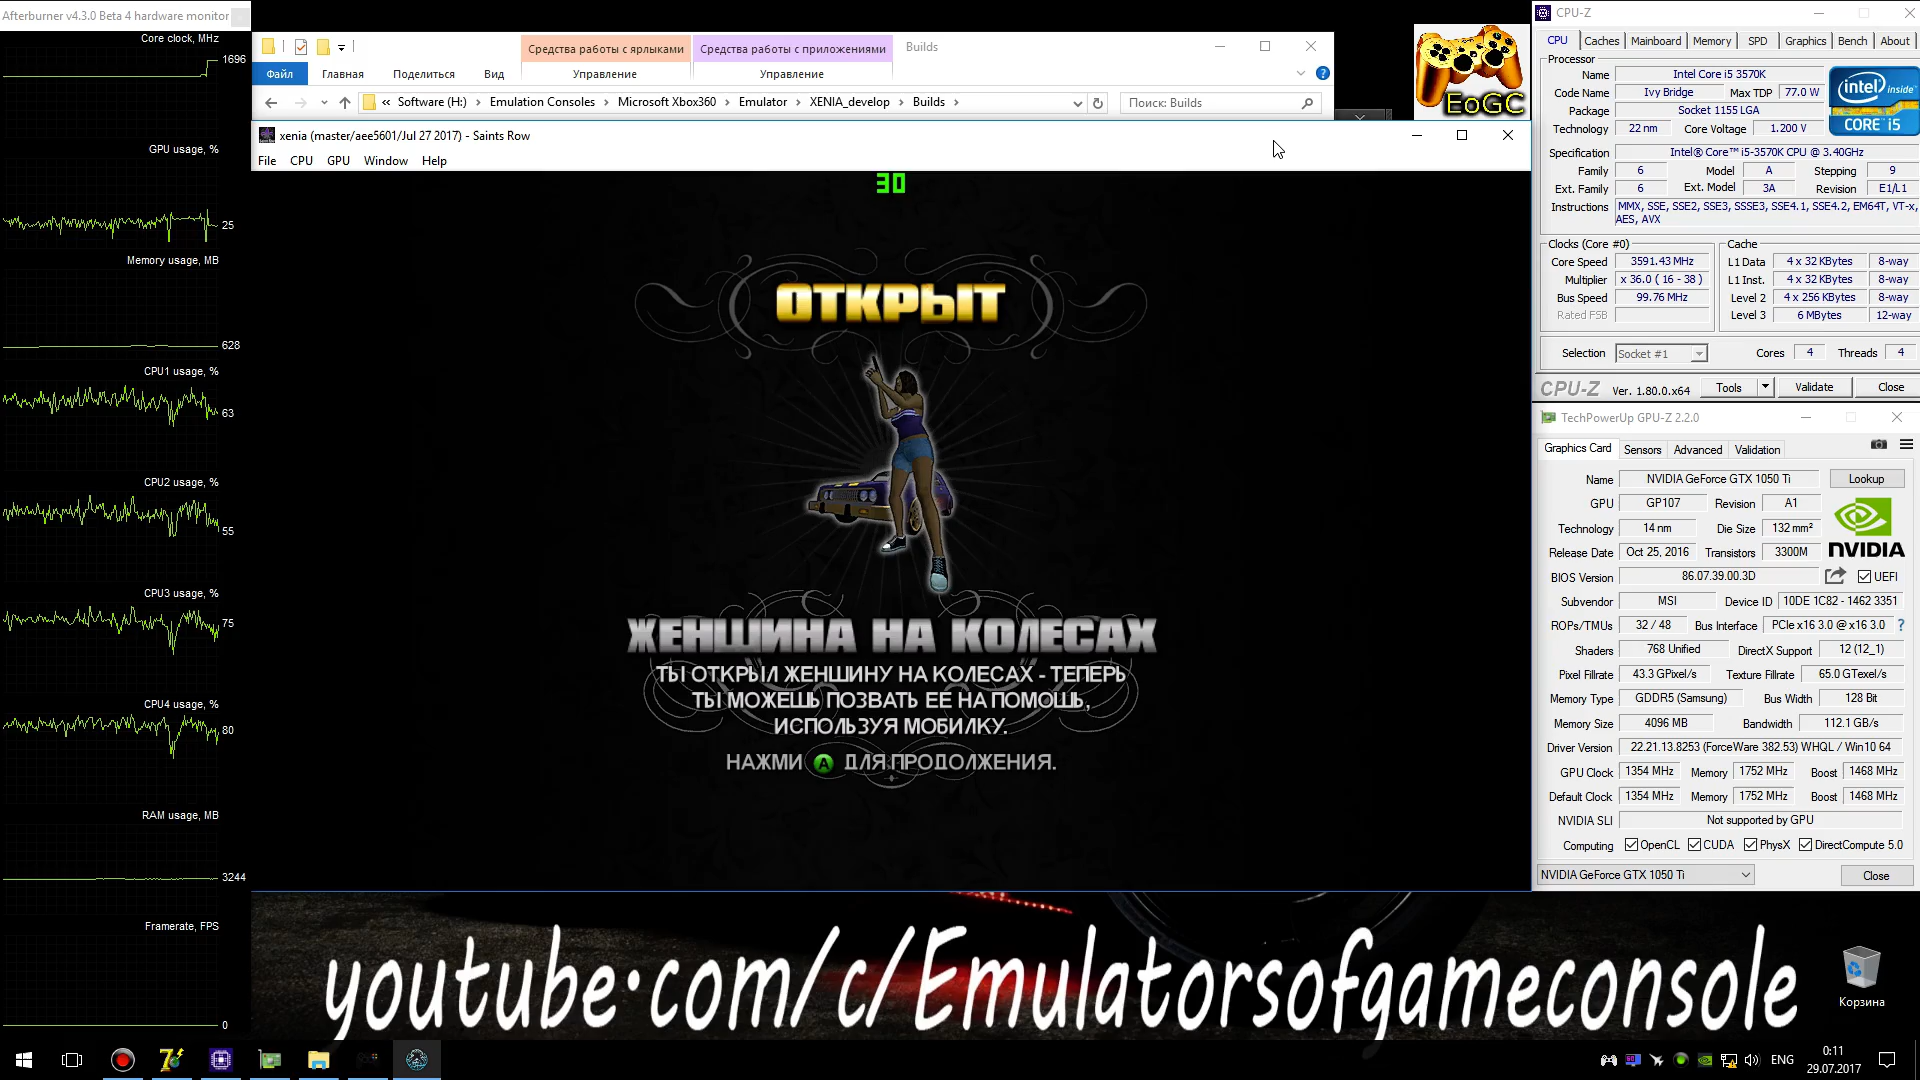 Afterburner v4.3.0 Beta 4 hardware monitor
Core clock, MHz
1696
GPU usage, %
25
Memory usage, MB
628
CPU1 usage, %
63
CPU2 usage, %
55
CPU3 usage, %
75
CPU4 usage, %
80
RAM usage, MB
3244
Framerate, FPS
0
Средства работы с ярлыками Средства работы с приложениями Builds
Файл Главная Поделиться Вид Управление Управление
« Software (H:) Emulation Consoles Microsoft Xbox360 Emulator XENIA_develop Builds Поиск: Builds
EoGC
xenia (master/aee5601/Jul 27 2017) - Saints Row
File CPU GPU Window Help
30
ОТКРЫТ
ЖЕНШИНА НА КОЛЕСАХ
ТЫ ОТКРЫЛ ЖЕНШИНУ НА КОЛЕСАХ - ТЕПЕРЬ
ТЫ МОЖЕШЬ ПОЗВАТЬ ЕЕ НА ПОМОШЬ,
ИСПОЛЬЗУЯ МОБИЛКУ.
НАЖМИ A ДЛЯ ПРОДОЛЖЕНИЯ.
CPU-Z
CPU Caches Mainboard Memory SPD Graphics Bench About
Processor
Name Intel Core i5 3570K
Code Name Ivy Bridge Max TDP 77.0 W
Package Socket 1155 LGA
Technology 22 nm Core Voltage 1.200 V
intel inside™
CORE i5
Specification Intel® Core™ i5-3570K CPU @ 3.40GHz
Family 6 Model A Stepping 9
Ext. Family 6 Ext. Model 3A Revision E1/L1
Instructions MMX, SSE, SSE2, SSE3, SSSE3, SSE4.1, SSE4.2, EM64T, VT-x,
AES, AVX
Clocks (Core #0) Cache
Core Speed 3591.43 MHz L1 Data 4 x 32 KBytes 8-way
Multiplier x 36.0 ( 16 - 38 ) L1 Inst. 4 x 32 KBytes 8-way
Bus Speed 99.76 MHz Level 2 4 x 256 KBytes 8-way
Rated FSB Level 3 6 MBytes 12-way
Selection Socket #1 Cores 4 Threads 4
CPU-Z Ver. 1.80.0.x64 Tools Validate Close
TechPowerUp GPU-Z 2.2.0
Graphics Card Sensors Advanced Validation
Name NVIDIA GeForce GTX 1050 Ti Lookup
GPU GP107 Revision A1
Technology 14 nm Die Size 132 mm²
Release Date Oct 25, 2016 Transistors 3300M
NVIDIA
BIOS Version 86.07.39.00.3D UEFI
Subvendor MSI Device ID 10DE 1C82 - 1462 3351
ROPs/TMUs 32 / 48 Bus Interface PCIe x16 3.0 @ x16 3.0 ?
Shaders 768 Unified DirectX Support 12 (12_1)
Pixel Fillrate 43.3 GPixel/s Texture Fillrate 65.0 GTexel/s
Memory Type GDDR5 (Samsung) Bus Width 128 Bit
Memory Size 4096 MB Bandwidth 112.1 GB/s
Driver Version 22.21.13.8253 (ForceWare 382.53) WHQL / Win10 64
GPU Clock 1354 MHz Memory 1752 MHz Boost 1468 MHz
Default Clock 1354 MHz Memory 1752 MHz Boost 1468 MHz
NVIDIA SLI Not supported by GPU
Computing OpenCL CUDA PhysX DirectCompute 5.0
NVIDIA GeForce GTX 1050 Ti Close
youtube.com/c/Emulatorsofgameconsole
Корзина
ENG
0:11
29.07.2017